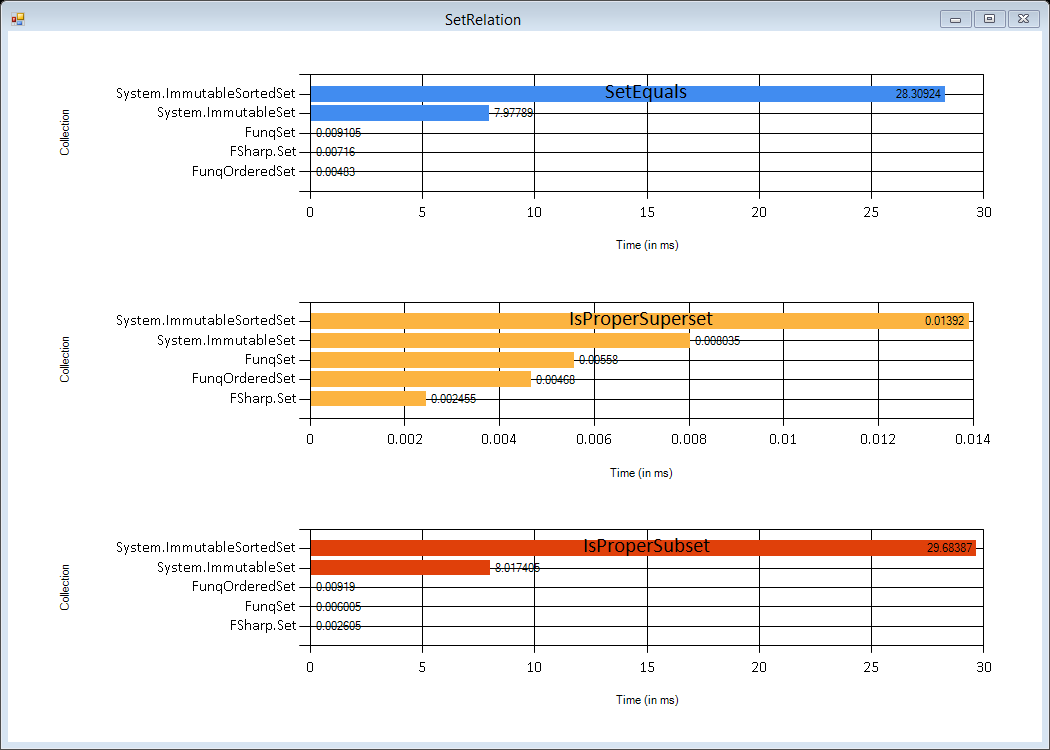 SetRelation
SetEquals
Collection
System.ImmutableSortedSet 28.30924
System.ImmutableSet 7.97789
FunqSet 0.009105
FSharp.Set 0.00716
FunqOrderedSet 0.00483
0 5 10 15 20 25 30
Time (in ms)
IsProperSuperset
Collection
System.ImmutableSortedSet 0.01392
System.ImmutableSet 0.008035
FunqSet 0.00558
FunqOrderedSet 0.00468
FSharp.Set 0.002455
0 0.002 0.004 0.006 0.008 0.01 0.012 0.014
Time (in ms)
IsProperSubset
Collection
System.ImmutableSortedSet 29.68387
System.ImmutableSet 8.017405
FunqOrderedSet 0.00919
FunqSet 0.006005
FSharp.Set 0.002605
0 5 10 15 20 25 30
Time (in ms)